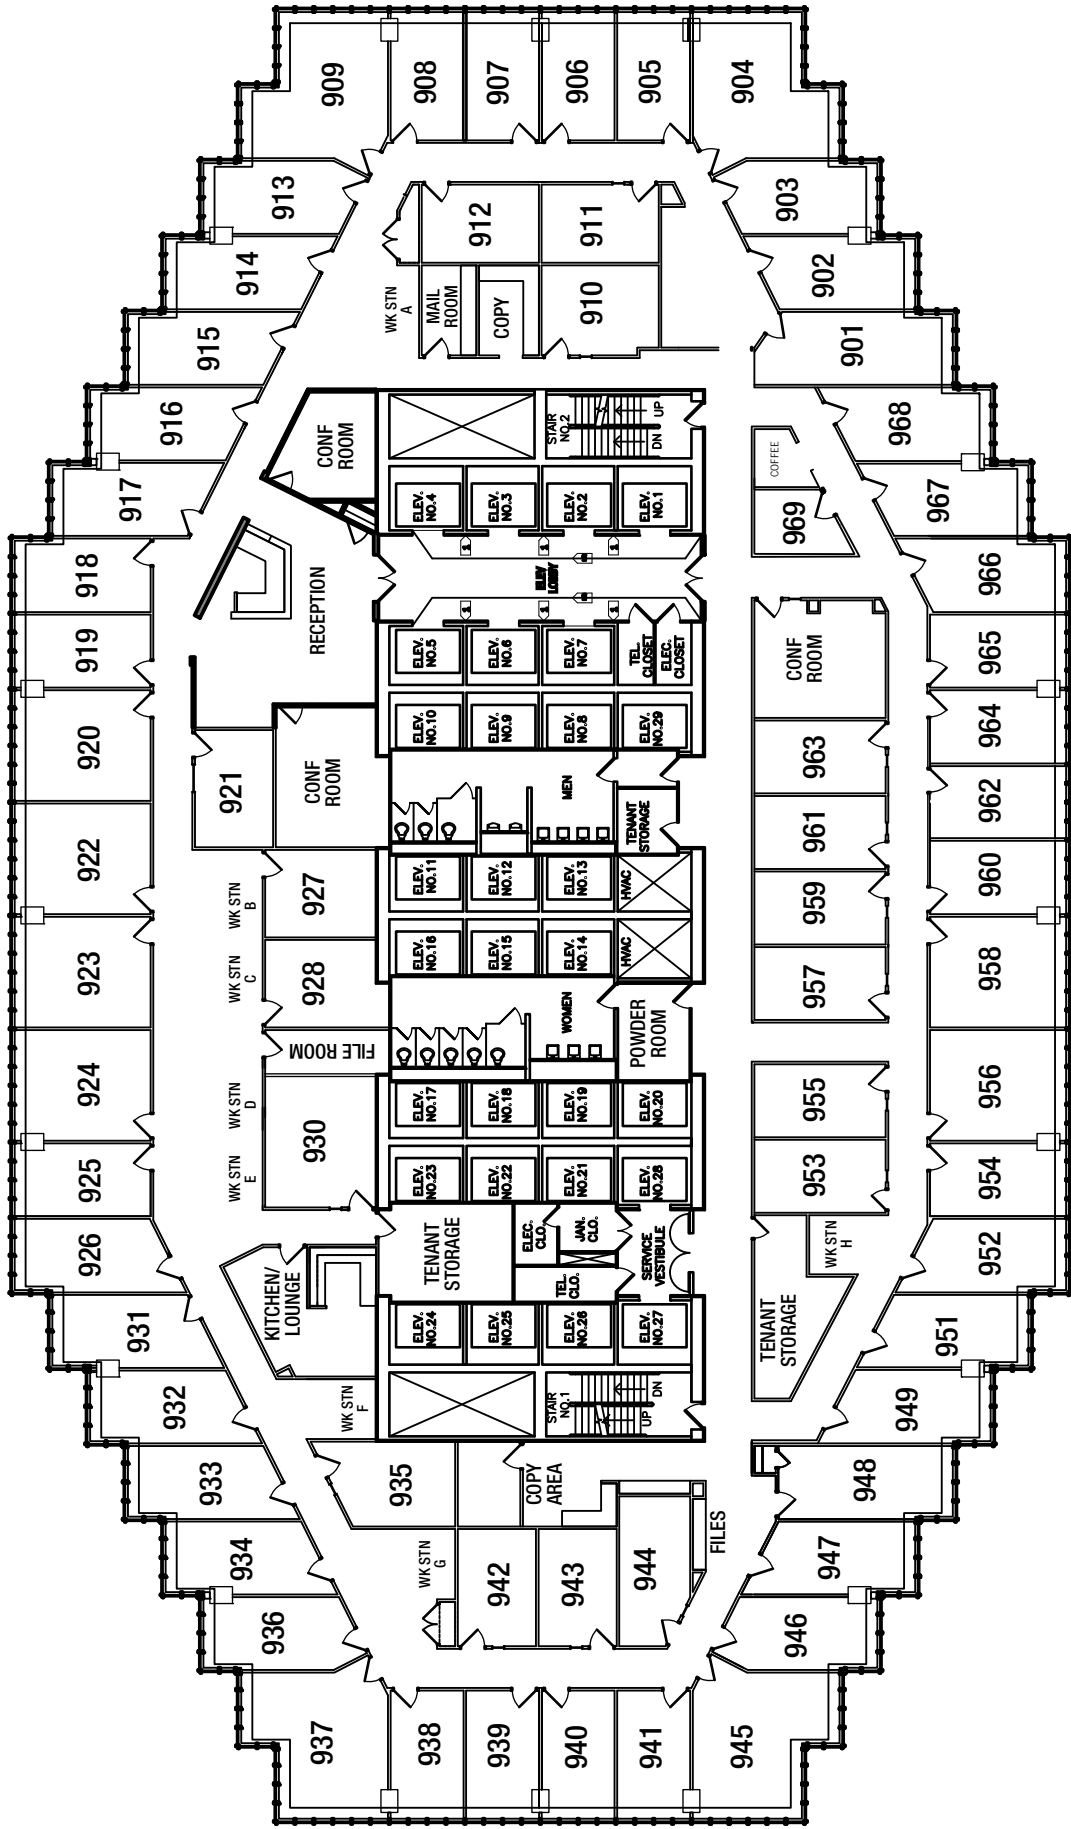 909
908
907
906
905
904
913
903
912
911
914
902
WK STN
A
MAIL
ROOM
COPY
910
915
901
916
968
CONF
ROOM
STAIR
NO.2
UP
DN
COFFEE
917
967
ELEV.
NO.4
ELEV.
NO.3
ELEV.
NO.2
ELEV.
NO.1
969
918
966
RECEPTION
ELEV
LOBBY
919
965
ELEV.
NO.5
ELEV.
NO.6
ELEV.
NO.7
TEL.
CLOSET
ELEC.
CLOSET
CONF
ROOM
920
964
ELEV.
NO.10
ELEV.
NO.9
ELEV.
NO.8
ELEV.
NO.29
921
CONF
ROOM
963
MEN
TENANT
STORAGE
962
961
922
WK STN
B
927
ELEV.
NO.11
ELEV.
NO.12
ELEV.
NO.13
HVAC
960
959
923
WK STN
C
928
ELEV.
NO.16
ELEV.
NO.15
ELEV.
NO.14
HVAC
957
958
FILE ROOM
WOMEN
POWDER
ROOM
924
WK STN
D
930
ELEV.
NO.17
ELEV.
NO.18
ELEV.
NO.19
ELEV.
NO.20
955
956
925
WK STN
E
ELEV.
NO.23
ELEV.
NO.22
ELEV.
NO.21
ELEV.
NO.28
953
954
926
KITCHEN/
LOUNGE
TENANT
STORAGE
ELEC.
CLO.
JAN.
CLO.
TEL.
CLO.
SERVICE
VESTIBULE
WK STN
H
952
931
ELEV.
NO.24
ELEV.
NO.25
ELEV.
NO.26
ELEV.
NO.27
TENANT
STORAGE
951
932
WK STN
F
STAIR
NO.1
DN
UP
949
933
935
COPY
AREA
948
934
WK STN
G
942
943
944
FILES
947
936
946
937
938
939
940
941
945